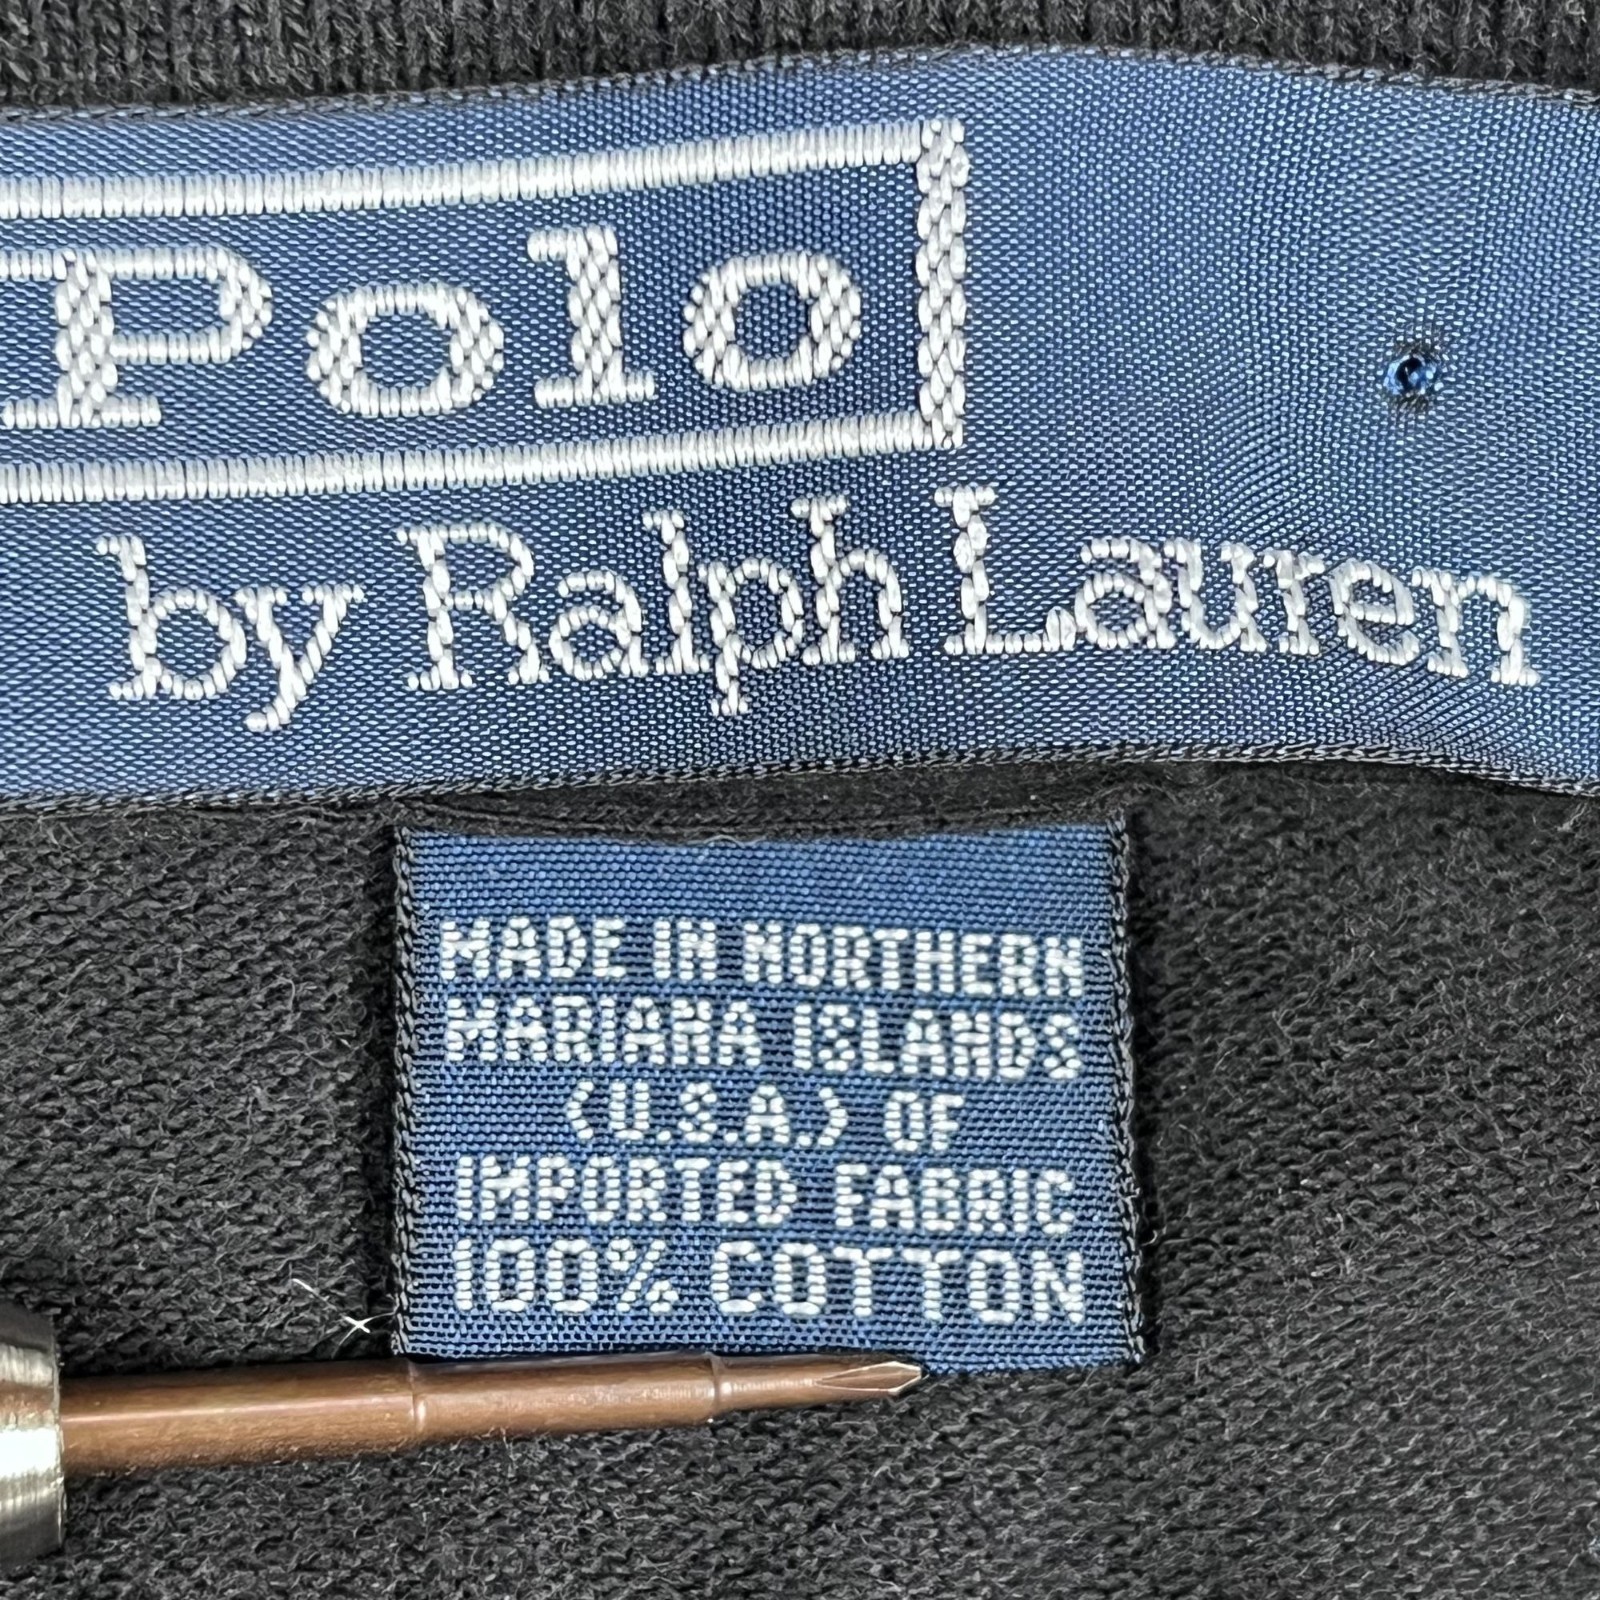 Polo
by Ralph Lauren
MADE IN NORTHERN
MARIANA ISLANDS
(U.S.A.) OF
IMPORTED FABRIC
100% COTTON